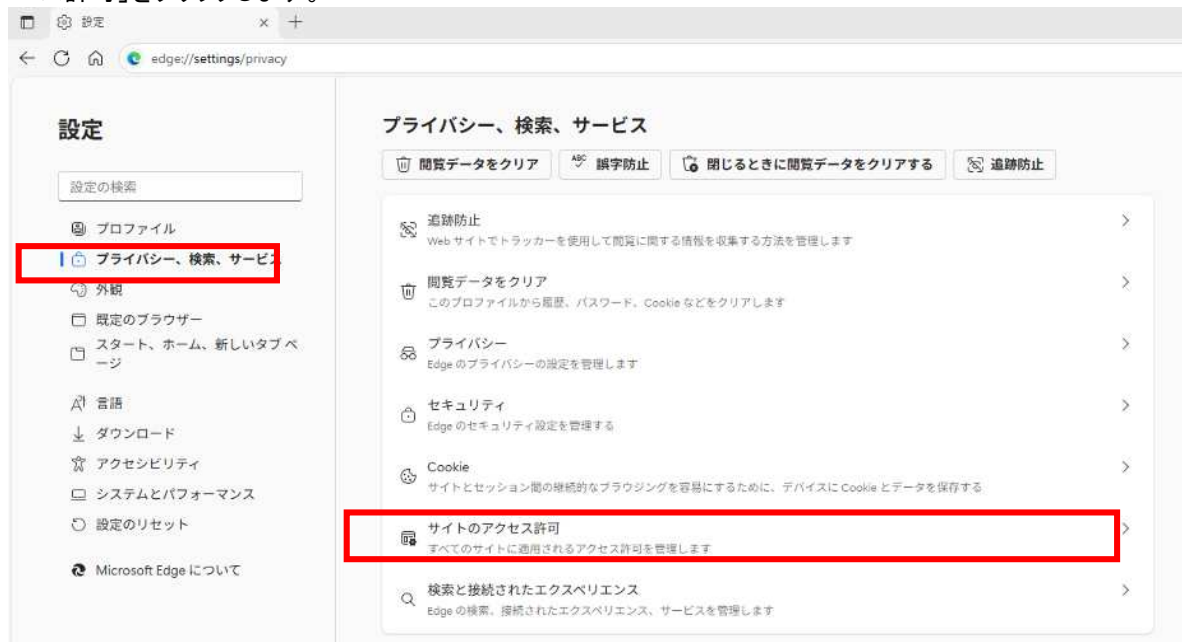 許可」をクリックします。
設定
edge://settings/privacy
設定
設定の検索
プロファイル
プライバシー、検索、サービス
外観
既定のブラウザー
スタート、ホーム、新しいタブ ペ
ージ
言語
ダウンロード
アクセシビリティ
システムとパフォーマンス
設定のリセット
Microsoft Edge について
プライバシー、検索、サービス
閲覧データをクリア
ABC 誤字防止
閉じるときに閲覧データをクリアする
追跡防止
追跡防止
Web サイトでトラッカーを使用して閲覧に関する情報を収集する方法を管理します
閲覧データをクリア
このプロファイルから履歴、パスワード、Cookie などをクリアします
プライバシー
Edge のプライバシーの設定を管理します
セキュリティ
Edge のセキュリティ設定を管理する
Cookie
サイトとセッション間の継続的なブラウジングを容易にするために、デバイスに Cookie とデータを保存する
サイトのアクセス許可
すべてのサイトに適用されるアクセス許可を管理します
検索と接続されたエクスペリエンス
Edge の検索、接続されたエクスペリエンス、サービスを管理します